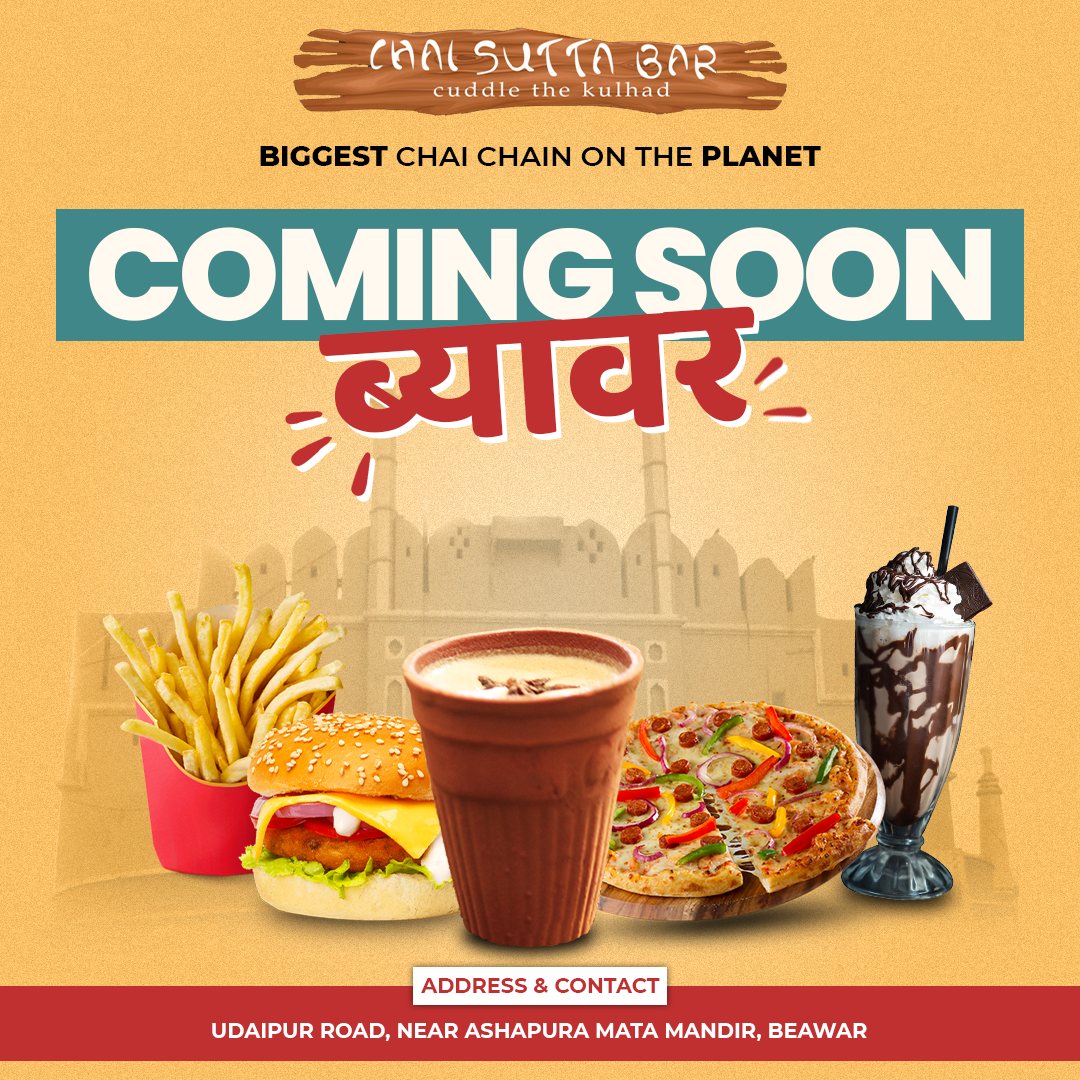 CHAI SUTTA BAR
cuddle the kulhad
BIGGEST CHAI CHAIN ON THE PLANET
COMING SOON
ब्यावर
ADDRESS & CONTACT
UDAIPUR ROAD, NEAR ASHAPURA MATA MANDIR, BEAWAR